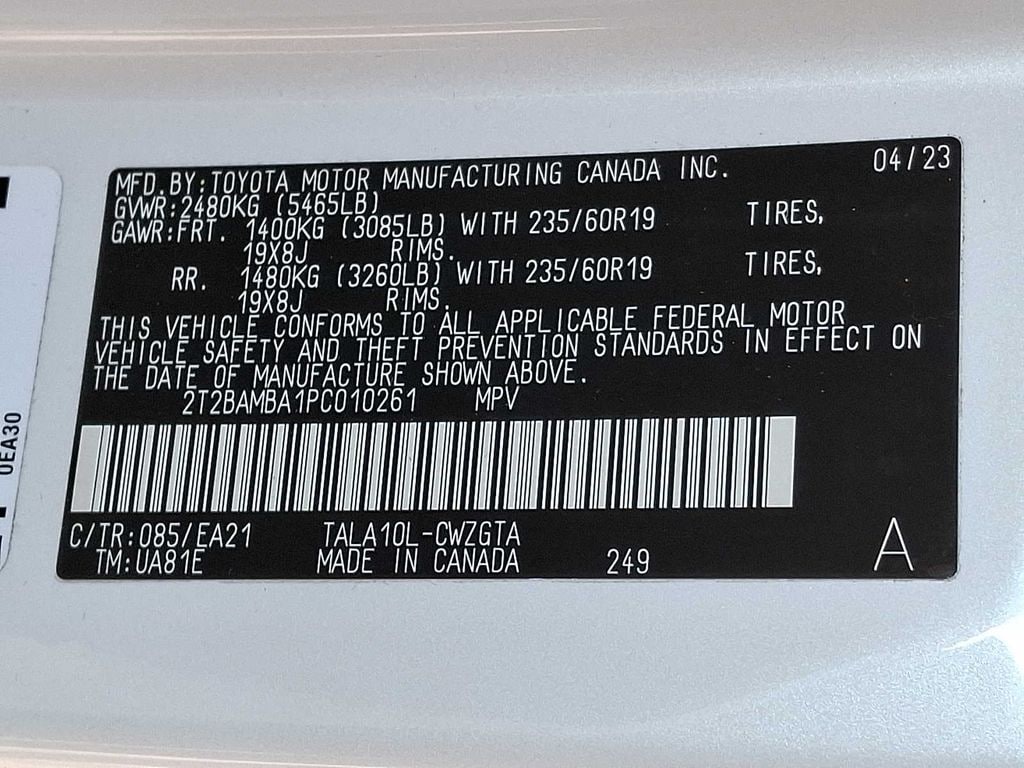 MFD.BY:TOYOTA MOTOR MANUFACTURING CANADA INC. 04/23
GVWR:2480KG (5465LB)
GAWR:FRT. 1400KG (3085LB) WITH 235/60R19 TIRES,
19X8J RIMS.
RR. 1480KG (3260LB) WITH 235/60R19 TIRES,
19X8J RIMS.
THIS VEHICLE CONFORMS TO ALL APPLICABLE FEDERAL MOTOR
VEHICLE SAFETY AND THEFT PREVENTION STANDARDS IN EFFECT ON
THE DATE OF MANUFACTURE SHOWN ABOVE.
2T2BAMBA1PC010261 MPV
C/TR:085/EA21 TALA10L-CWZGTA
TM:UA81E MADE IN CANADA 249 A
0EA30